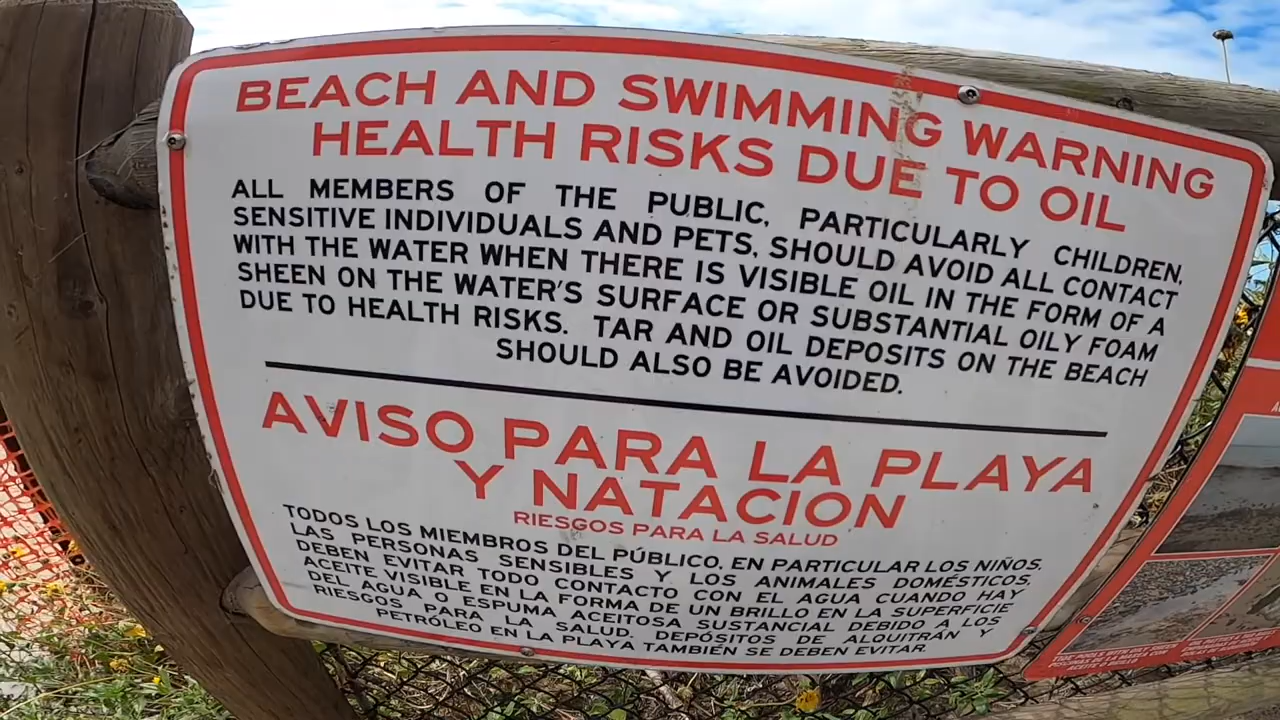 BEACH AND SWIMMING WARNING
HEALTH RISKS DUE TO OIL
ALL MEMBERS OF THE PUBLIC, PARTICULARLY CHILDREN,
SENSITIVE INDIVIDUALS AND PETS, SHOULD AVOID ALL CONTACT
WITH THE WATER WHEN THERE IS VISIBLE OIL IN THE FORM OF A
SHEEN ON THE WATER'S SURFACE OR SUBSTANTIAL OILY FOAM
DUE TO HEALTH RISKS. TAR AND OIL DEPOSITS ON THE BEACH
SHOULD ALSO BE AVOIDED.
AVISO PARA LA PLAYA
Y NATACION
RIESGOS PARA LA SALUD
TODOS LOS MIEMBROS DEL PÚBLICO, EN PARTICULAR LOS NIÑOS,
LAS PERSONAS SENSIBLES Y LOS ANIMALES DOMÉSTICOS,
DEBEN EVITAR TODO CONTACTO CON EL AGUA CUANDO HAY
ACEITE VISIBLE EN LA FORMA DE UN BRILLO EN LA SUPERFICIE
DEL AGUA O ESPUMA ACEITOSA SUSTANCIAL DEBIDO A LOS
RIESGOS PARA LA SALUD. DEPÓSITOS DE ALQUITRÁN Y
PETRÓLEO EN LA PLAYA TAMBIÉN SE DEBEN EVITAR.